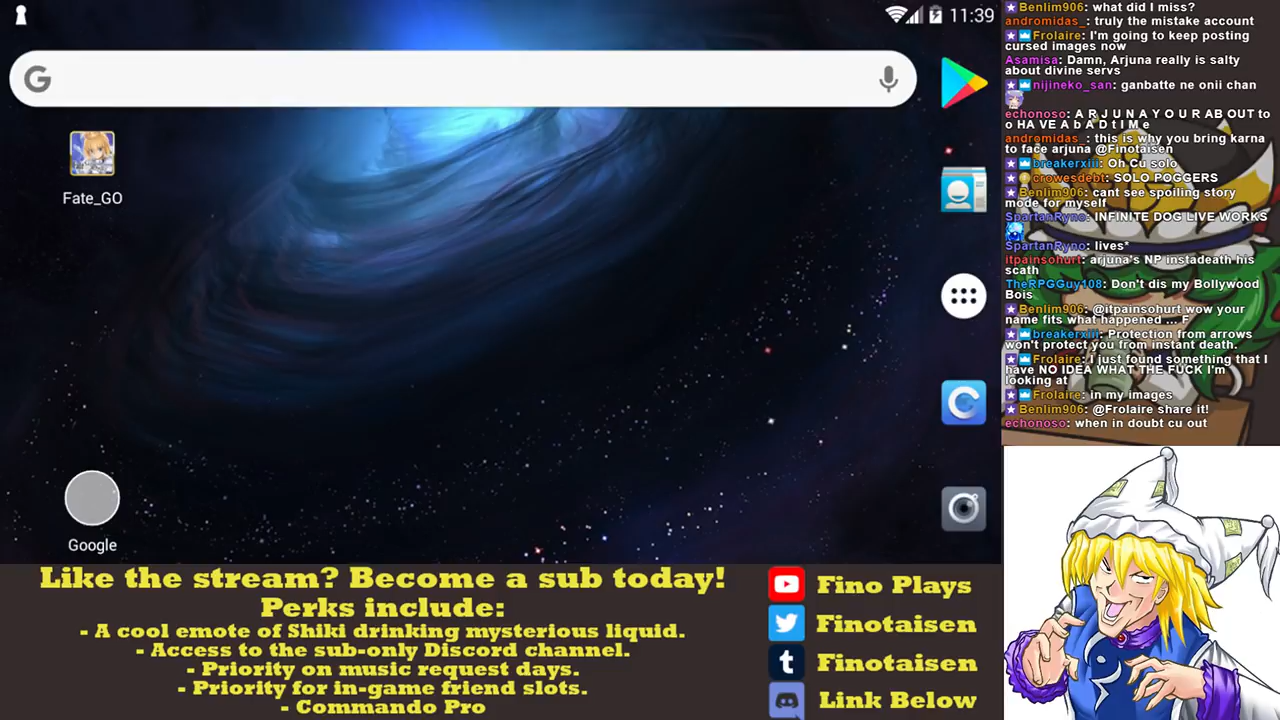 11:39
Fate_GO
Google
Like the stream? Become a sub today!
Perks include:
- A cool emote of Shiki drinking mysterious liquid.
- Access to the sub-only Discord channel.
- Priority on music request days.
- Priority for in-game friend slots.
- Commando Pro
Fino Plays
Finotaisen
Finotaisen
Link Below
Benlim906: what did I miss?
andromidas_: truly the mistake account
Frolaire: I'm going to keep posting
cursed images now
Asamisa: Damn, Arjuna really is salty
about divine servs
nijineko_san: ganbatte ne onii chan
echonoso: A R J U N A Y O U R AB OUT to
o HA VE A b A D t I M e
andromidas_: this is why you bring karna
to face arjuna @Finotaisen
breakerxiii: Oh Cu solo
crowesdebt: SOLO POGGERS
Benlim906: cant see spoiling story
mode for myself
SpartanRyno: INFINITE DOG LIVE WORKS
SpartanRyno: lives*
itpainsohurt: arjuna's NP instadeath his
scath
TheRPGGuy108: Don't dis my Bollywood
Bois
Benlim906: @itpainsohurt wow your
name fits what happened ... F
breakerxiii: Protection from arrows
won't protect you from instant death.
Frolaire: I just found something that I
have NO IDEA WHAT THE FUCK I'm
looking at
Frolaire: in my images
Benlim906: @Frolaire share it!
echonoso: when in doubt cu out